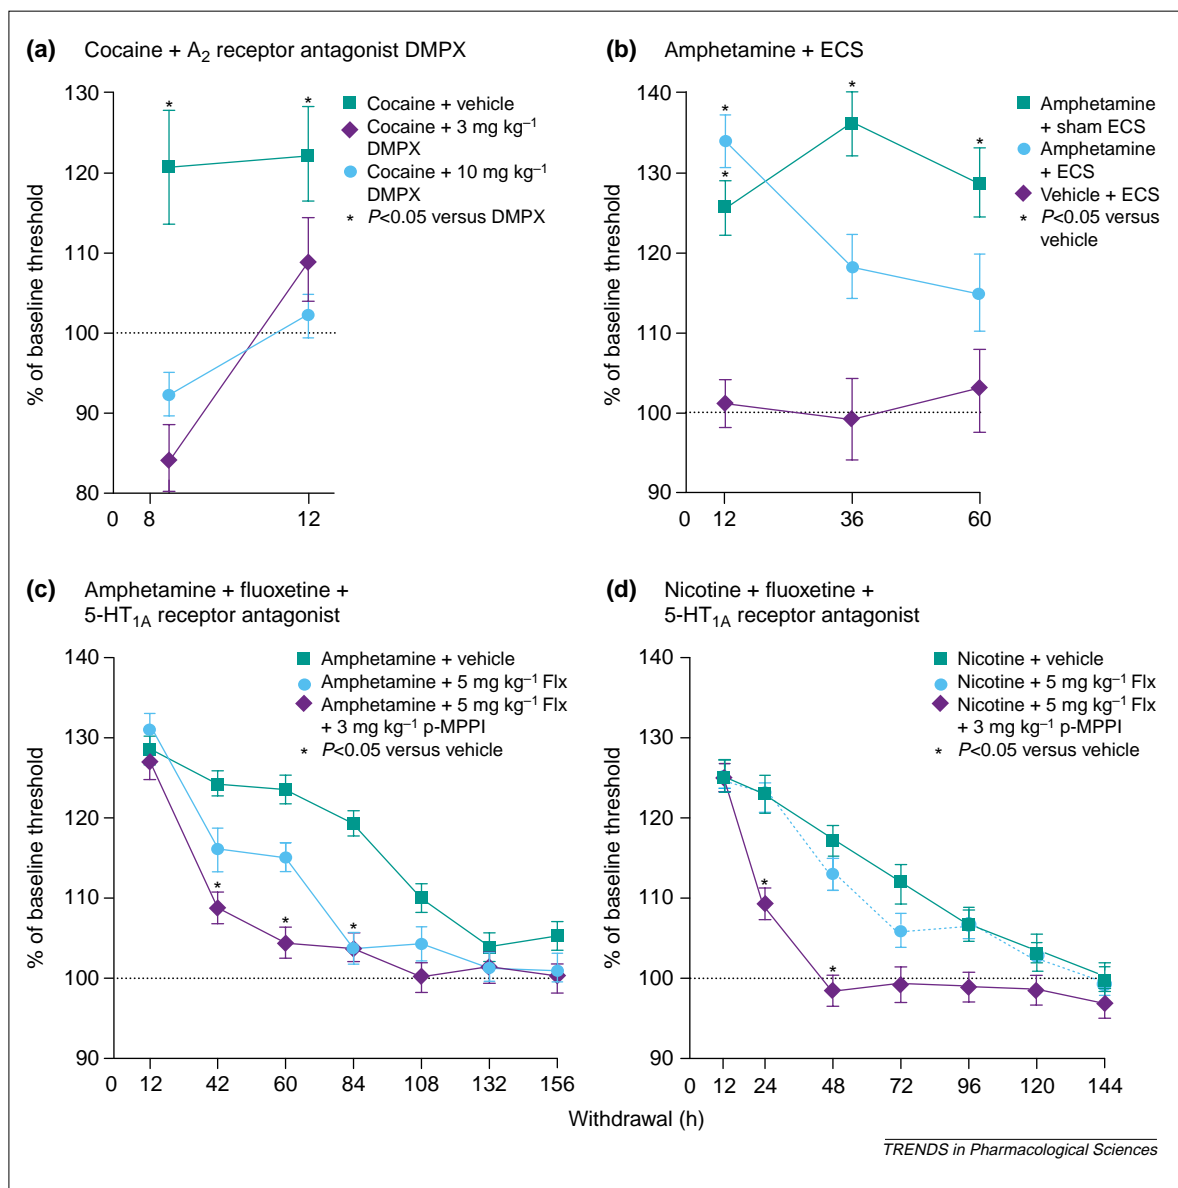 (a) Cocaine + A2 receptor antagonist DMPX
% of baseline threshold
130
120
110
100
90
80
0 8 12
Cocaine + vehicle
Cocaine + 3 mg kg–1
DMPX
Cocaine + 10 mg kg–1
DMPX
* P<0.05 versus DMPX
* *
(b) Amphetamine + ECS
% of baseline threshold
140
130
120
110
100
90
0 12 36 60
Amphetamine
+ sham ECS
Amphetamine
+ ECS
Vehicle + ECS
* P<0.05 versus
vehicle
* * * *
(c) Amphetamine + fluoxetine +
5-HT1A receptor antagonist
% of baseline threshold
140
130
120
110
100
90
0 12 42 60 84 108 132 156
Amphetamine + vehicle
Amphetamine + 5 mg kg–1 Flx
Amphetamine + 5 mg kg–1 Flx
+ 3 mg kg–1 p-MPPI
* P<0.05 versus vehicle
* * *
(d) Nicotine + fluoxetine +
5-HT1A receptor antagonist
% of baseline threshold
140
130
120
110
100
90
0 12 24 48 72 96 120 144
Nicotine + vehicle
Nicotine + 5 mg kg–1 Flx
Nicotine + 5 mg kg–1 Flx
+ 3 mg kg–1 p-MPPI
* P<0.05 versus vehicle
* *
Withdrawal (h)
TRENDS in Pharmacological Sciences